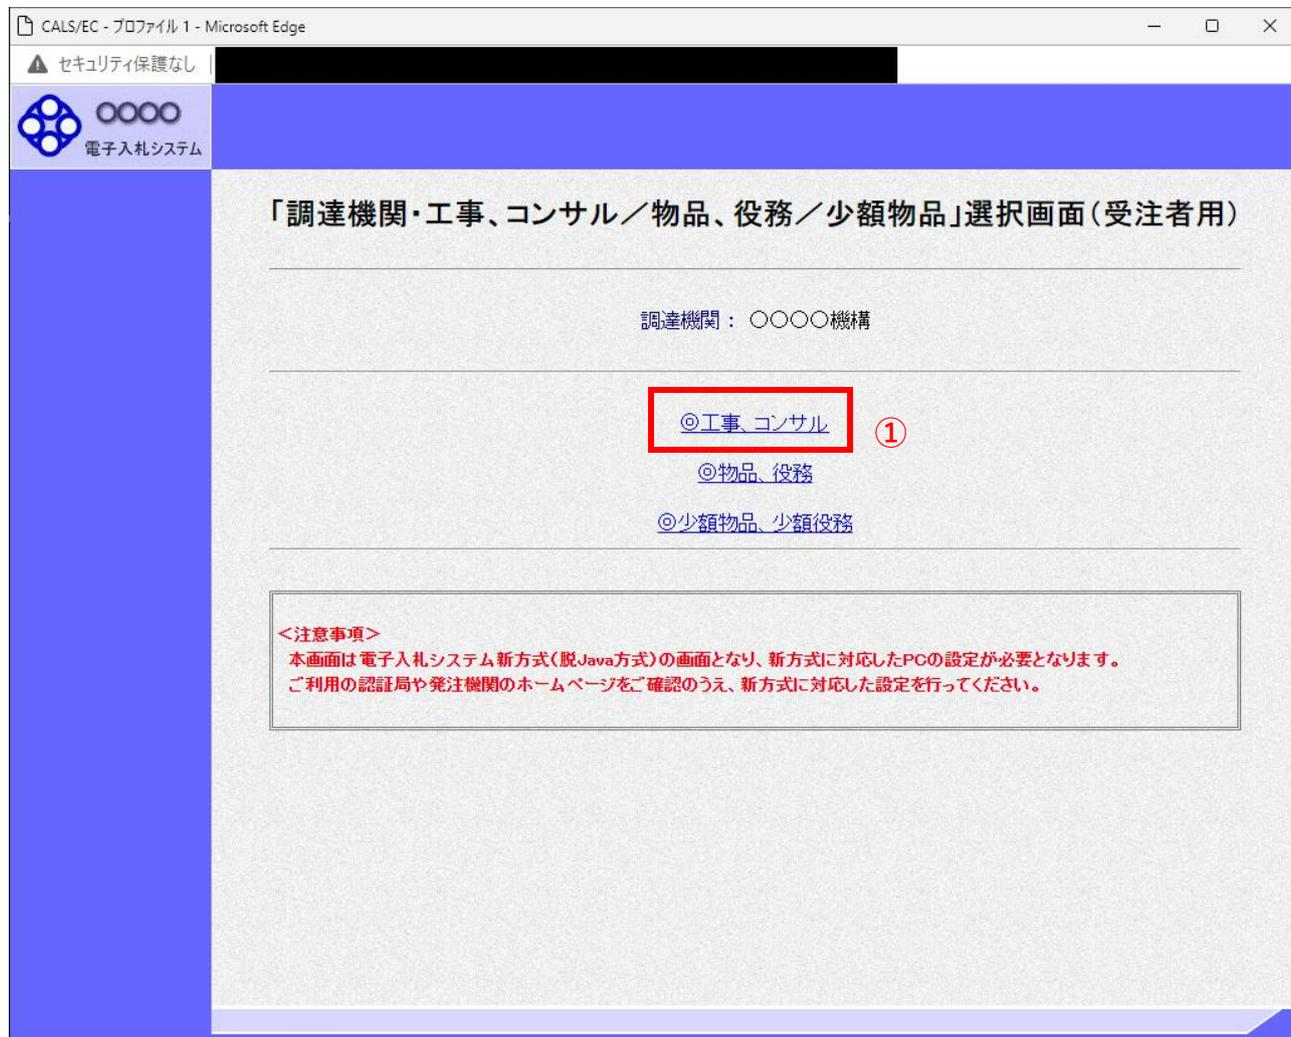 CALS/EC - プロファイル 1 - Microsoft Edge
セキュリティ保護なし
○○○○
電子入札システム
「調達機関・工事、コンサル／物品、役務／少額物品」選択画面（受注者用）
調達機関： ○○○○機構
◎工事、コンサル
①
◎物品、役務
◎少額物品、少額役務
＜注意事項＞
本画面は電子入札システム新方式（脱Java方式）の画面となり、新方式に対応したPCの設定が必要となります。
ご利用の認証局や発注機関のホームページをご確認のうえ、新方式に対応した設定を行ってください。